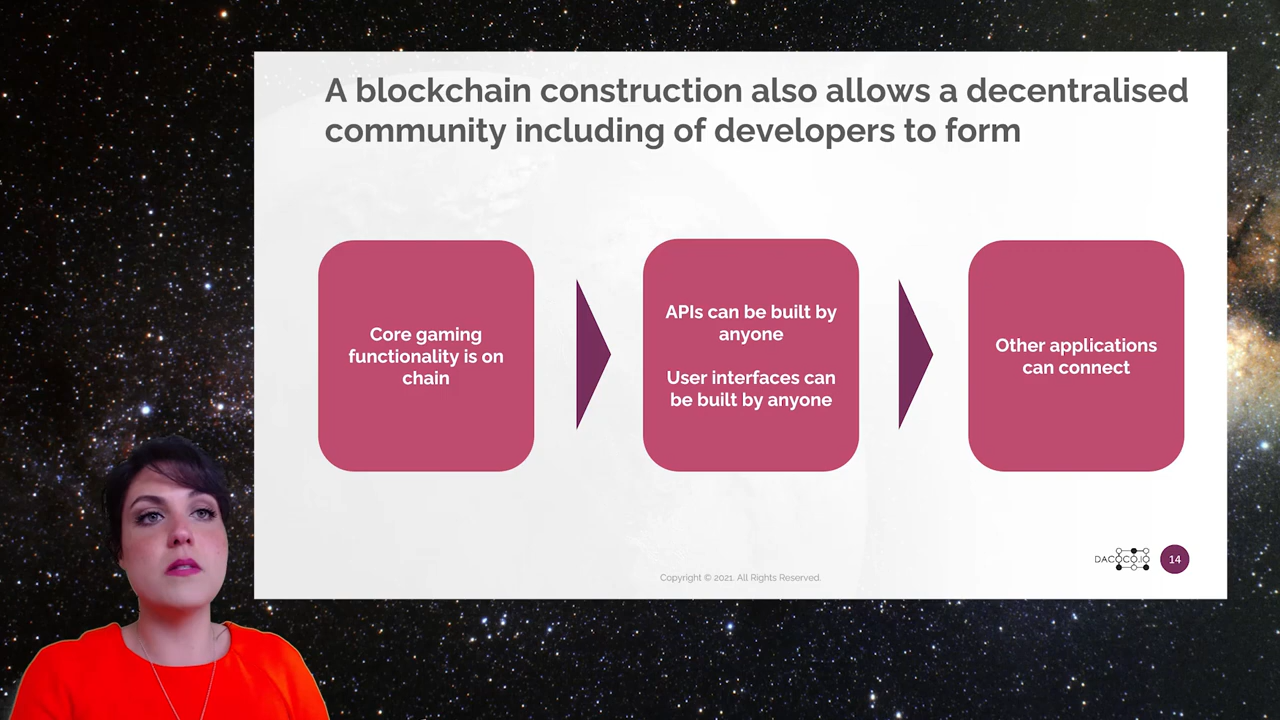 A blockchain construction also allows a decentralised
community including of developers to form
Core gaming
functionality is on
chain
APIs can be built by
anyone
User interfaces can
be built by anyone
Other applications
can connect
DACOCO.IO
14
Copyright © 2021. All Rights Reserved.